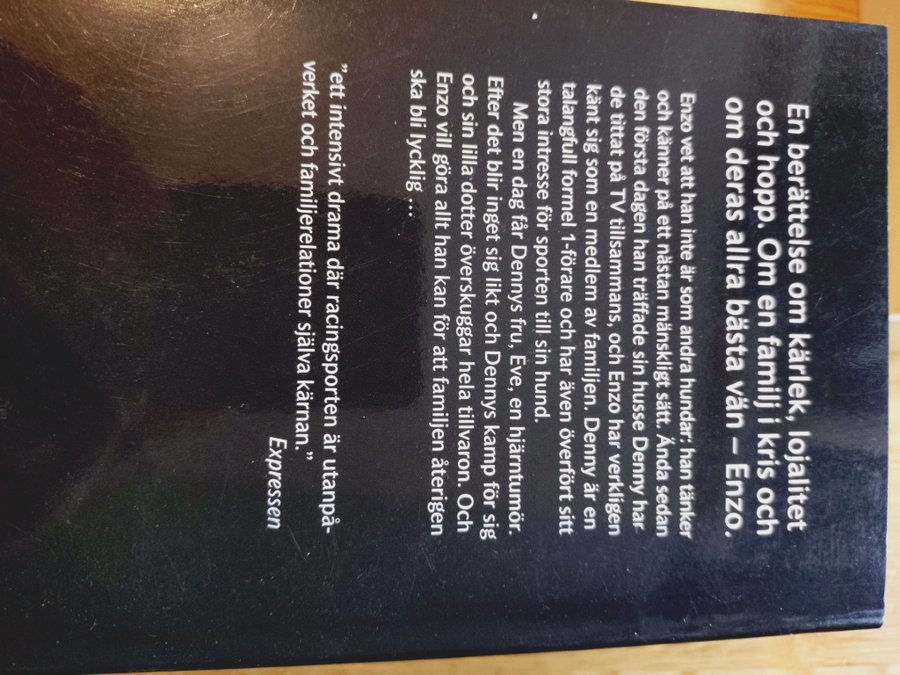 En berättelse om kärlek, lojalitet
och hopp. Om en familj i kris och
om deras allra bästa vän – Enzo.
Enzo vet att han inte är som andra hundar; han tänker
och känner på ett nästan mänskligt sätt. Ända sedan
den första dagen han träffade sin husse Denny har
de tittat på TV tillsammans, och Enzo har verkligen
känt sig som en medlem av familjen. Denny är en
talangfull formel 1-förare och har även överfört sitt
stora intresse för sporten till sin hund.
Men en dag får Dennys fru, Eve, en hjärntumör.
Efter det blir inget sig likt och Dennys kamp för sig
och sin lilla dotter överskuggar hela tillvaron. Och
Enzo vill göra allt han kan för att familjen återigen
ska bli lycklig ...
”ett intensivt drama där racingsporten är utanpå-
verket och familjerelationer själva kärnan.”
Expressen